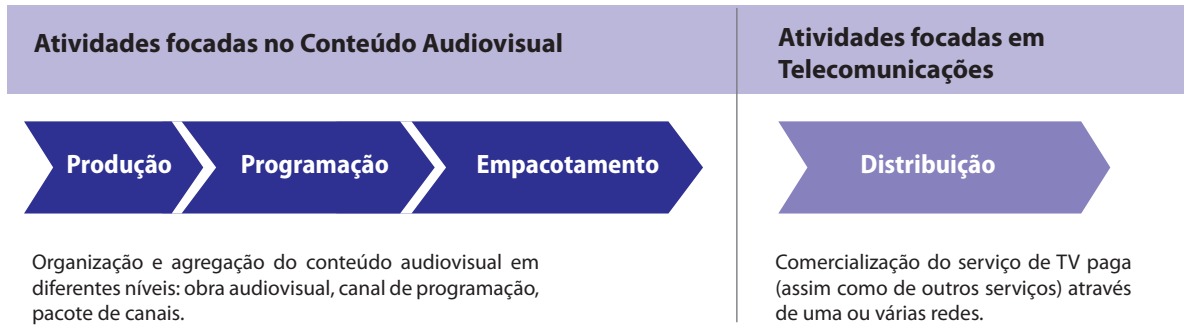 Atividades focadas no Conteúdo Audiovisual
Atividades focadas em
Telecomunicações
Produção
Programação
Empacotamento
Distribuição
Organização e agregação do conteúdo audiovisual em
diferentes níveis: obra audiovisual, canal de programação,
pacote de canais.
Comercialização do serviço de TV paga
(assim como de outros serviços) através
de uma ou várias redes.